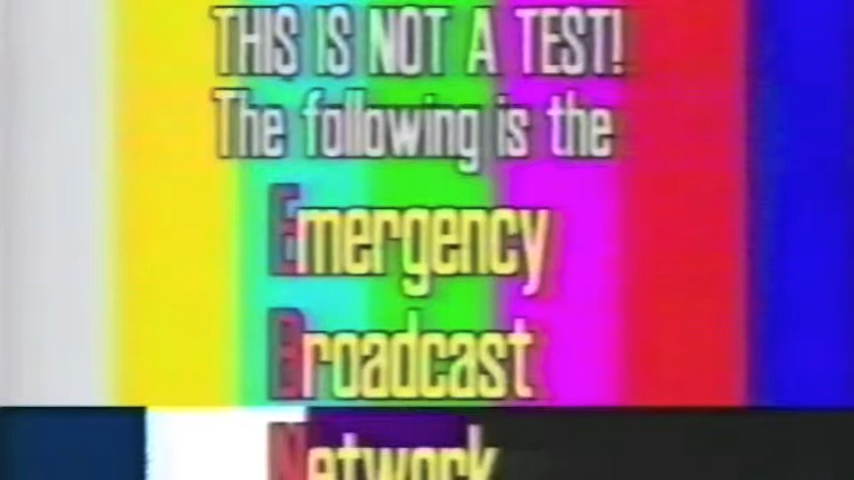 THIS IS NOT A TEST!
The following is the
Emergency
Broadcast
Network